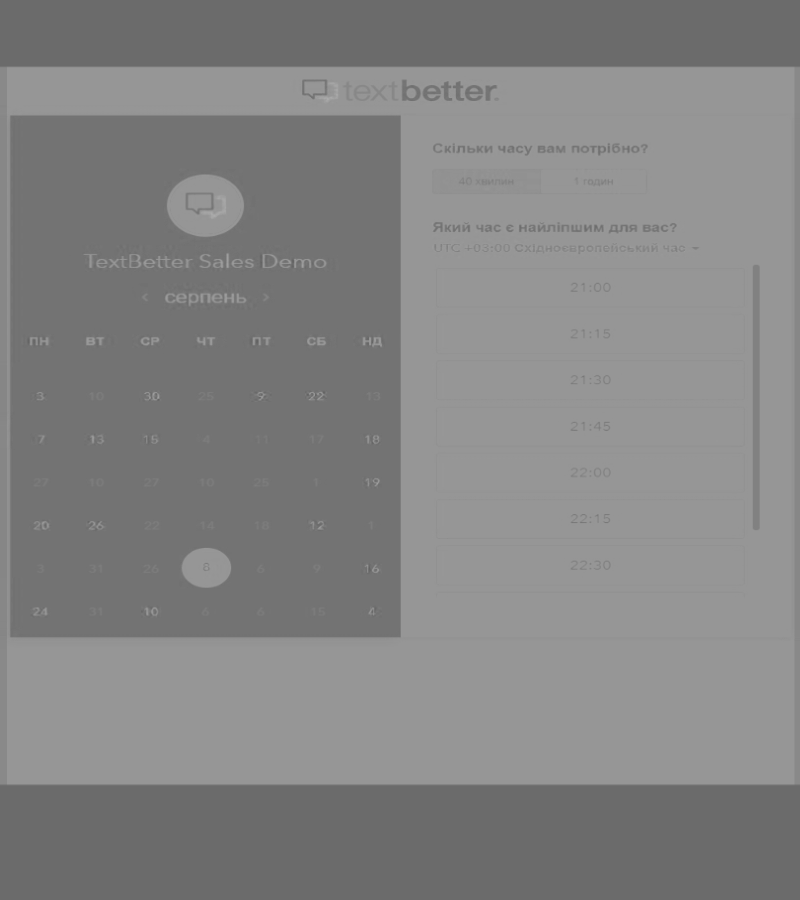 textbetter.
TextBetter Sales Demo
‹ серпень ›
ПН ВТ СР ЧТ ПТ СБ НД
3 10 30 25 9 22 13
7 13 15 4 11 17 18
27 10 27 10 25 1 19
20 26 22 14 18 12 1
3 31 26 8 6 9 16
24 31 10 6 6 15 4
Скільки часу вам потрібно?
40 хвилин 1 годин
Який час є найліпшим для вас?
UTC +03:00 Східноєвропейський час
21:00
21:15
21:30
21:45
22:00
22:15
22:30